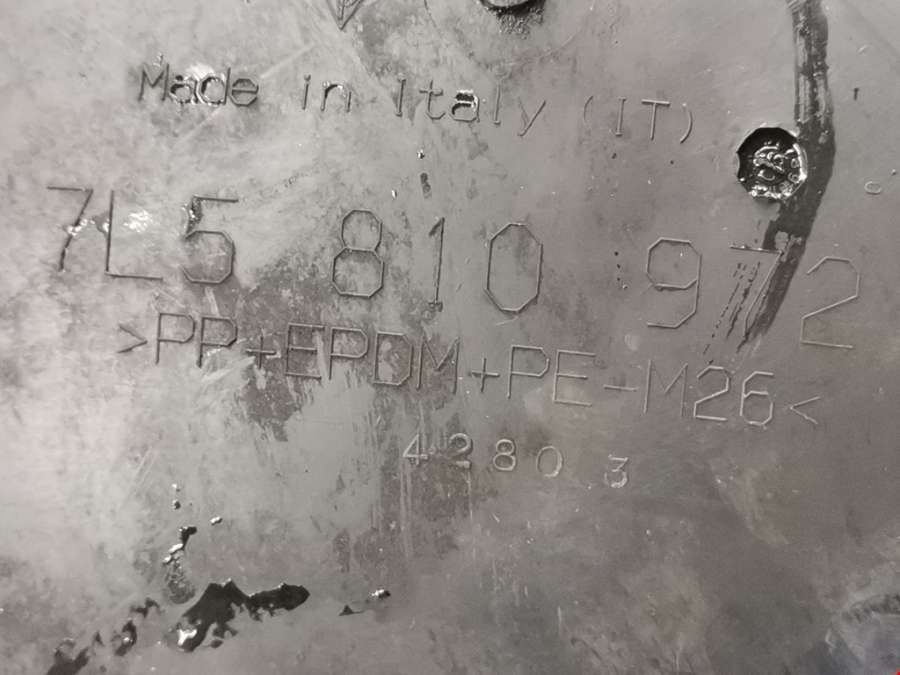 Made in Italy (IT)
7L5 810 972
>PP+EPDM+PE-M26<
4280 3